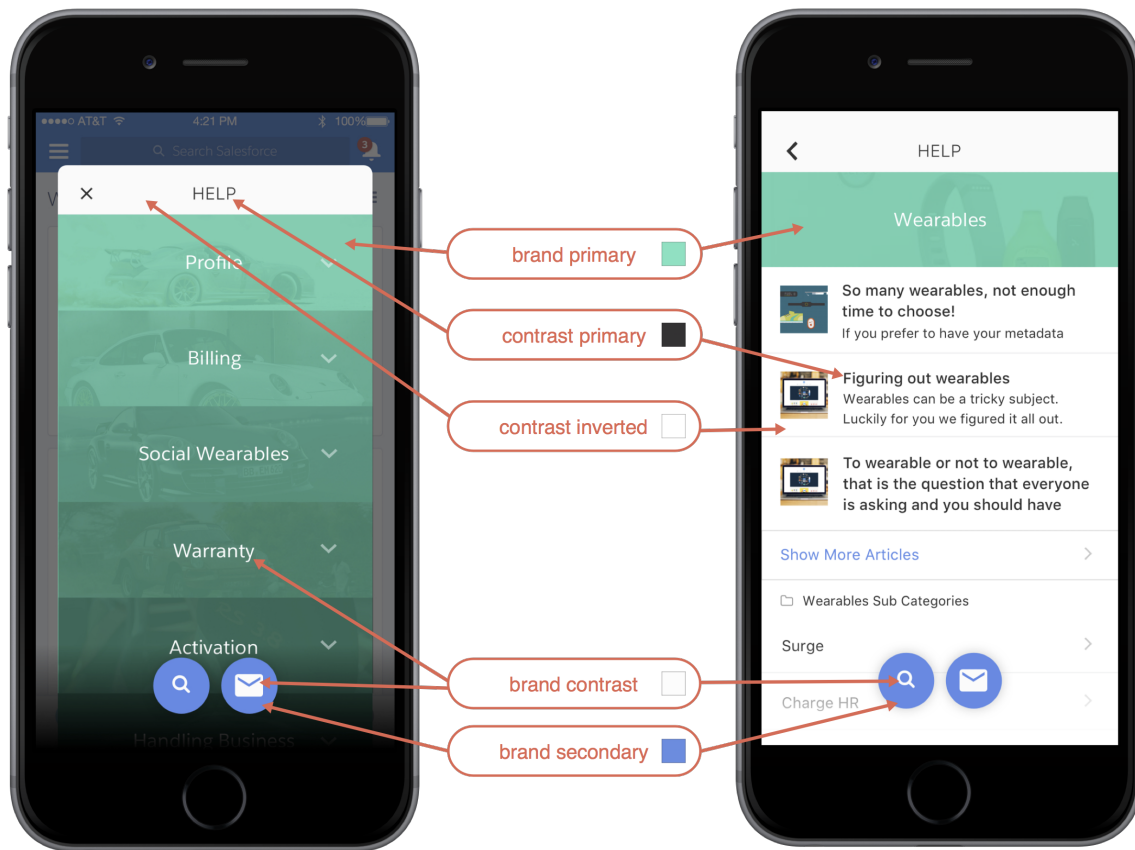 AT&T
4:21 PM
100%
Search Salesforce
3
W
HELP
Profile
Billing
Social Wearables
Warranty
Activation
Handling Business
brand primary
contrast primary
contrast inverted
brand contrast
brand secondary
HELP
Wearables
So many wearables, not enough
time to choose!
If you prefer to have your metadata
Figuring out wearables
Wearables can be a tricky subject.
Luckily for you we figured it all out.
To wearable or not to wearable,
that is the question that everyone
is asking and you should have
Show More Articles
Wearables Sub Categories
Surge
Charge HR